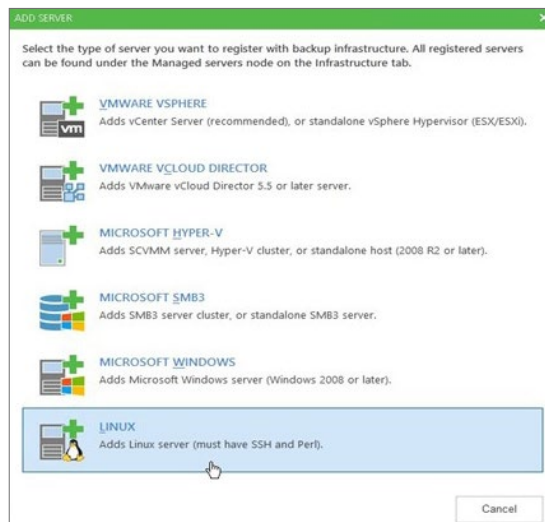 ADD SERVER
Select the type of server you want to register with backup infrastructure. All registered servers
can be found under the Managed servers node on the Infrastructure tab.
VMWARE VSPHERE
Adds vCenter Server (recommended), or standalone vSphere Hypervisor (ESX/ESXi).
vm
VMWARE VCLOUD DIRECTOR
Adds VMware vCloud Director 5.5 or later server.
MICROSOFT HYPER-V
Adds SCVMM server, Hyper-V cluster, or standalone host (2008 R2 or later).
MICROSOFT SMB3
Adds SMB3 server cluster, or standalone SMB3 server.
MICROSOFT WINDOWS
Adds Microsoft Windows server (Windows 2008 or later).
LINUX
Adds Linux server (must have SSH and Perl).
Cancel